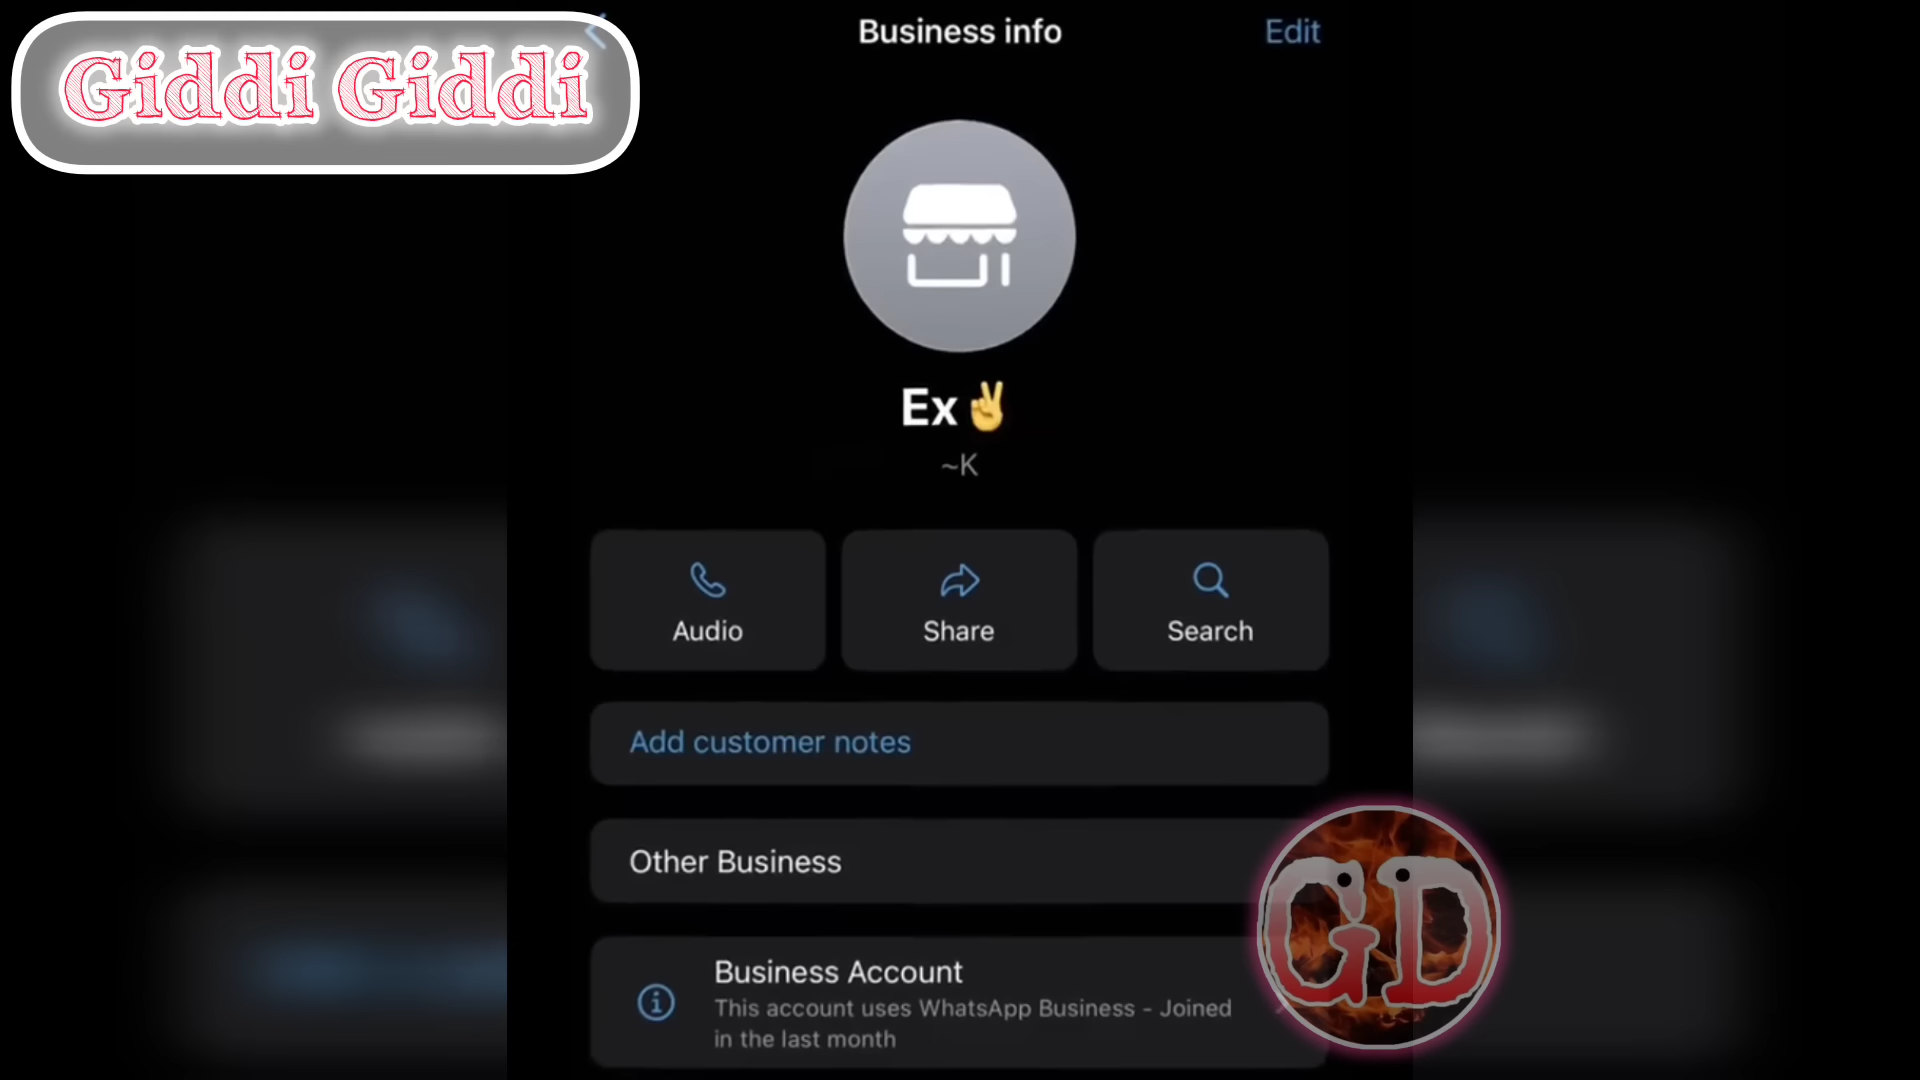 Giddi Giddi
Business info
Edit
Ex✌️
~K
Audio
Share
Search
Add customer notes
Other Business
Business Account
This account uses WhatsApp Business - Joined
in the last month
GD